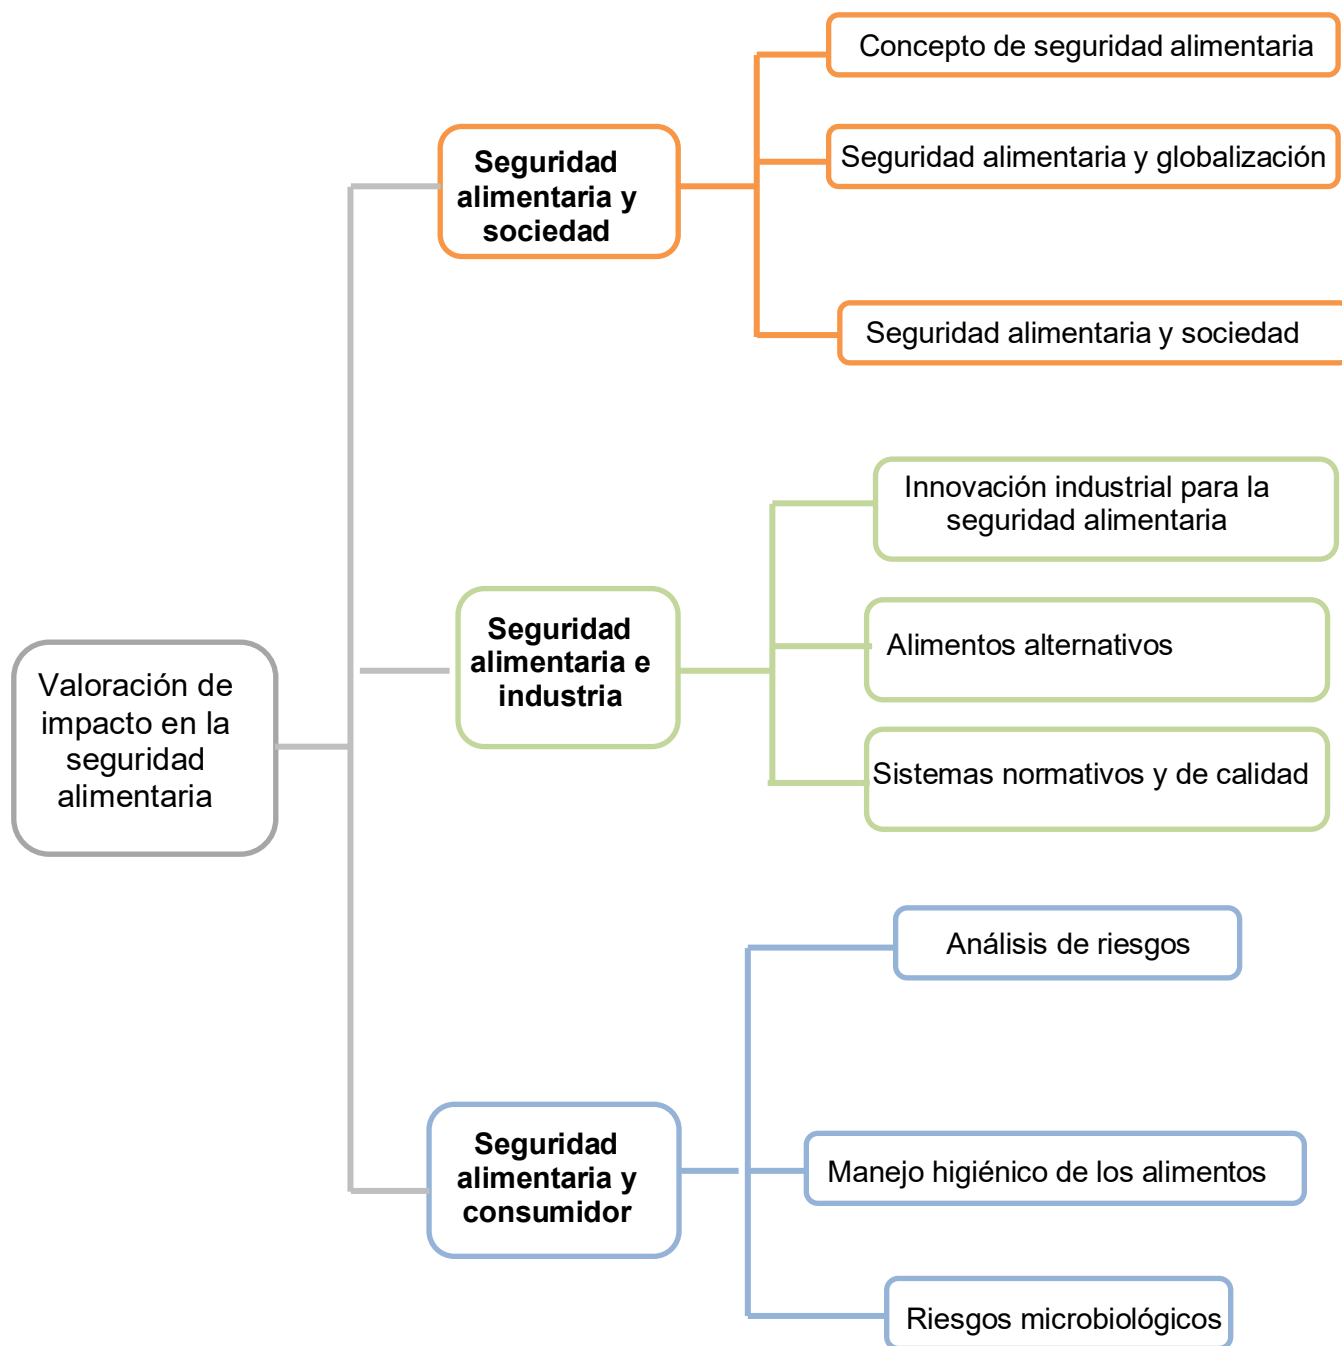 Valoración de
impacto en la
seguridad
alimentaria
Seguridad
alimentaria y
sociedad
Concepto de seguridad alimentaria
Seguridad alimentaria y globalización
Seguridad alimentaria y sociedad
Seguridad
alimentaria e
industria
Innovación industrial para la
seguridad alimentaria
Alimentos alternativos
Sistemas normativos y de calidad
Seguridad
alimentaria y
consumidor
Análisis de riesgos
Manejo higiénico de los alimentos
Riesgos microbiológicos